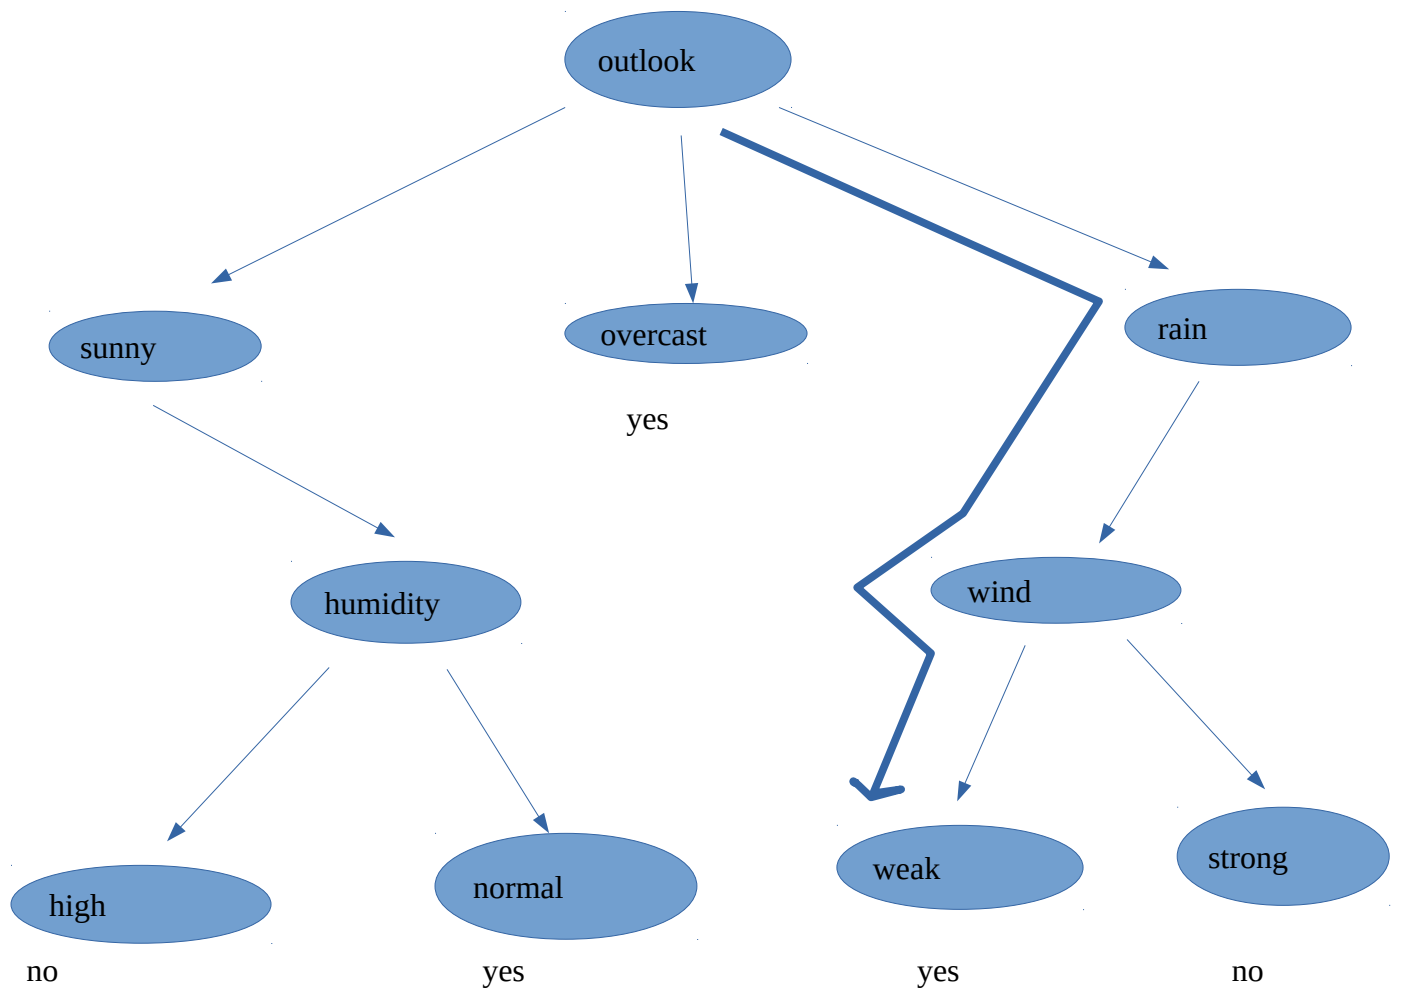 outlook
sunny
overcast
rain
yes
humidity
wind
high
normal
weak
strong
no
yes
yes
no